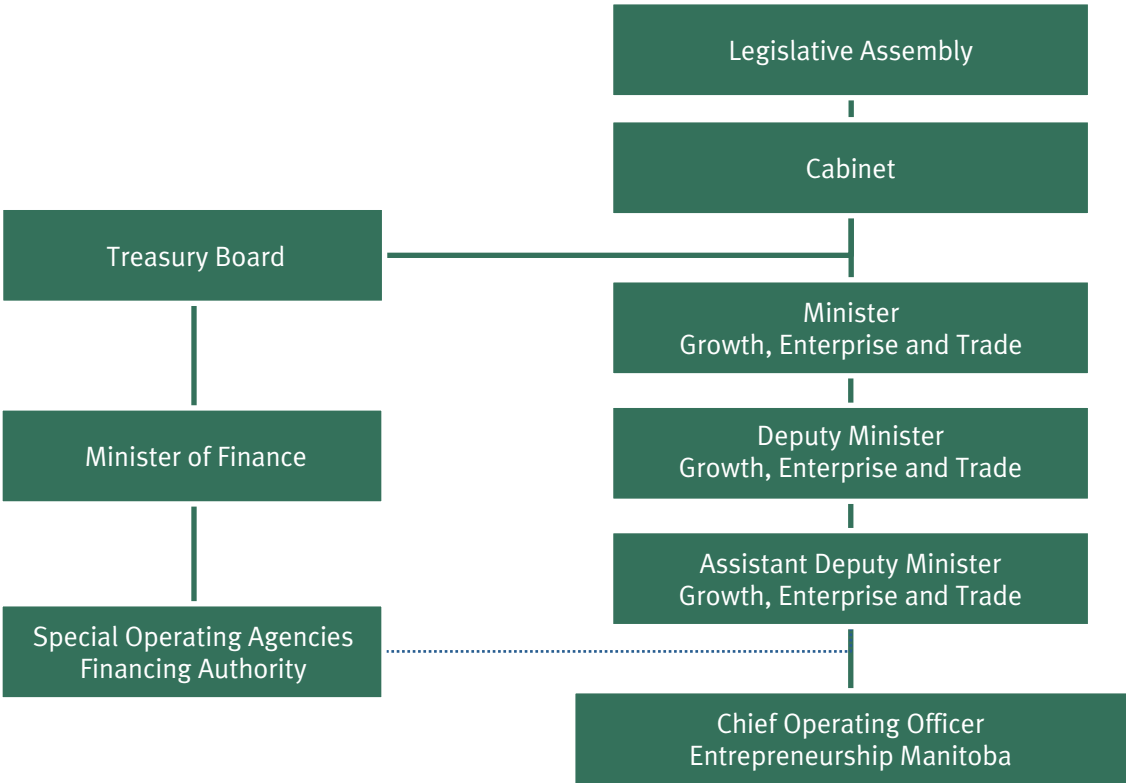 Legislative Assembly
Cabinet
Treasury Board
Minister
Growth, Enterprise and Trade
Minister of Finance
Deputy Minister
Growth, Enterprise and Trade
Assistant Deputy Minister
Growth, Enterprise and Trade
Special Operating Agencies
Financing Authority
Chief Operating Officer
Entrepreneurship Manitoba